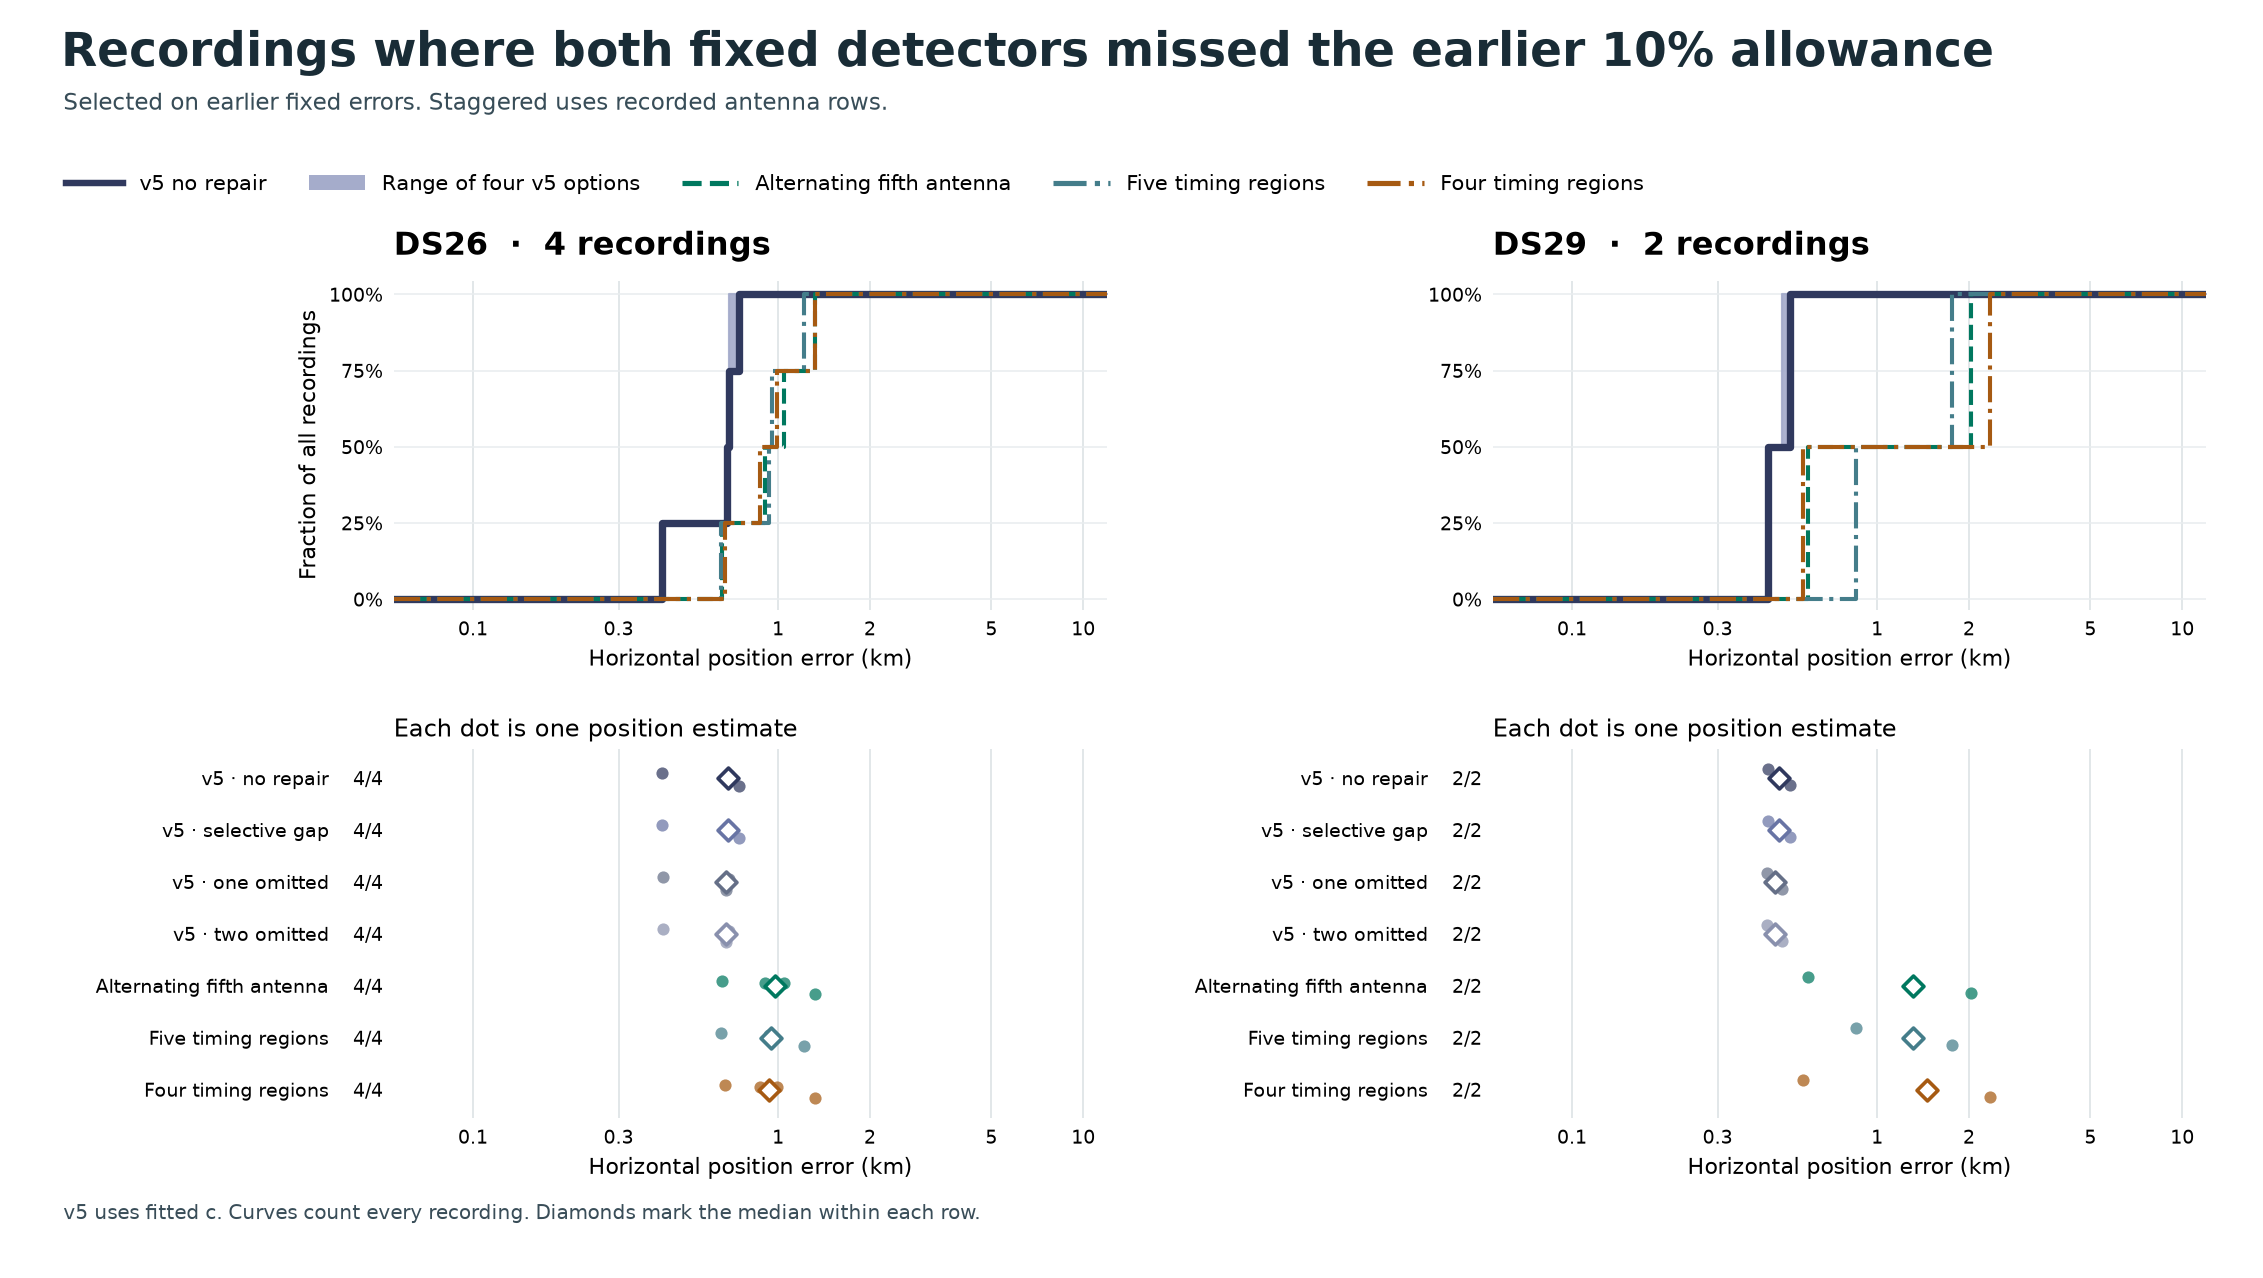 Recordings where both fixed detectors missed the earlier 10% allowance
Selected on earlier fixed errors. Staggered uses recorded antenna rows.
v5 no repair
Range of four v5 options
Alternating fifth antenna
Five timing regions
Four timing regions
DS26 · 4 recordings
Fraction of all recordings
100%
75%
50%
25%
0%
0.1 0.3 1 2 5 10
Horizontal position error (km)
DS29 · 2 recordings
100%
75%
50%
25%
0%
0.1 0.3 1 2 5 10
Horizontal position error (km)
Each dot is one position estimate
v5 · no repair 4/4
v5 · selective gap 4/4
v5 · one omitted 4/4
v5 · two omitted 4/4
Alternating fifth antenna 4/4
Five timing regions 4/4
Four timing regions 4/4
0.1 0.3 1 2 5 10
Horizontal position error (km)
Each dot is one position estimate
v5 · no repair 2/2
v5 · selective gap 2/2
v5 · one omitted 2/2
v5 · two omitted 2/2
Alternating fifth antenna 2/2
Five timing regions 2/2
Four timing regions 2/2
0.1 0.3 1 2 5 10
Horizontal position error (km)
v5 uses fitted c. Curves count every recording. Diamonds mark the median within each row.